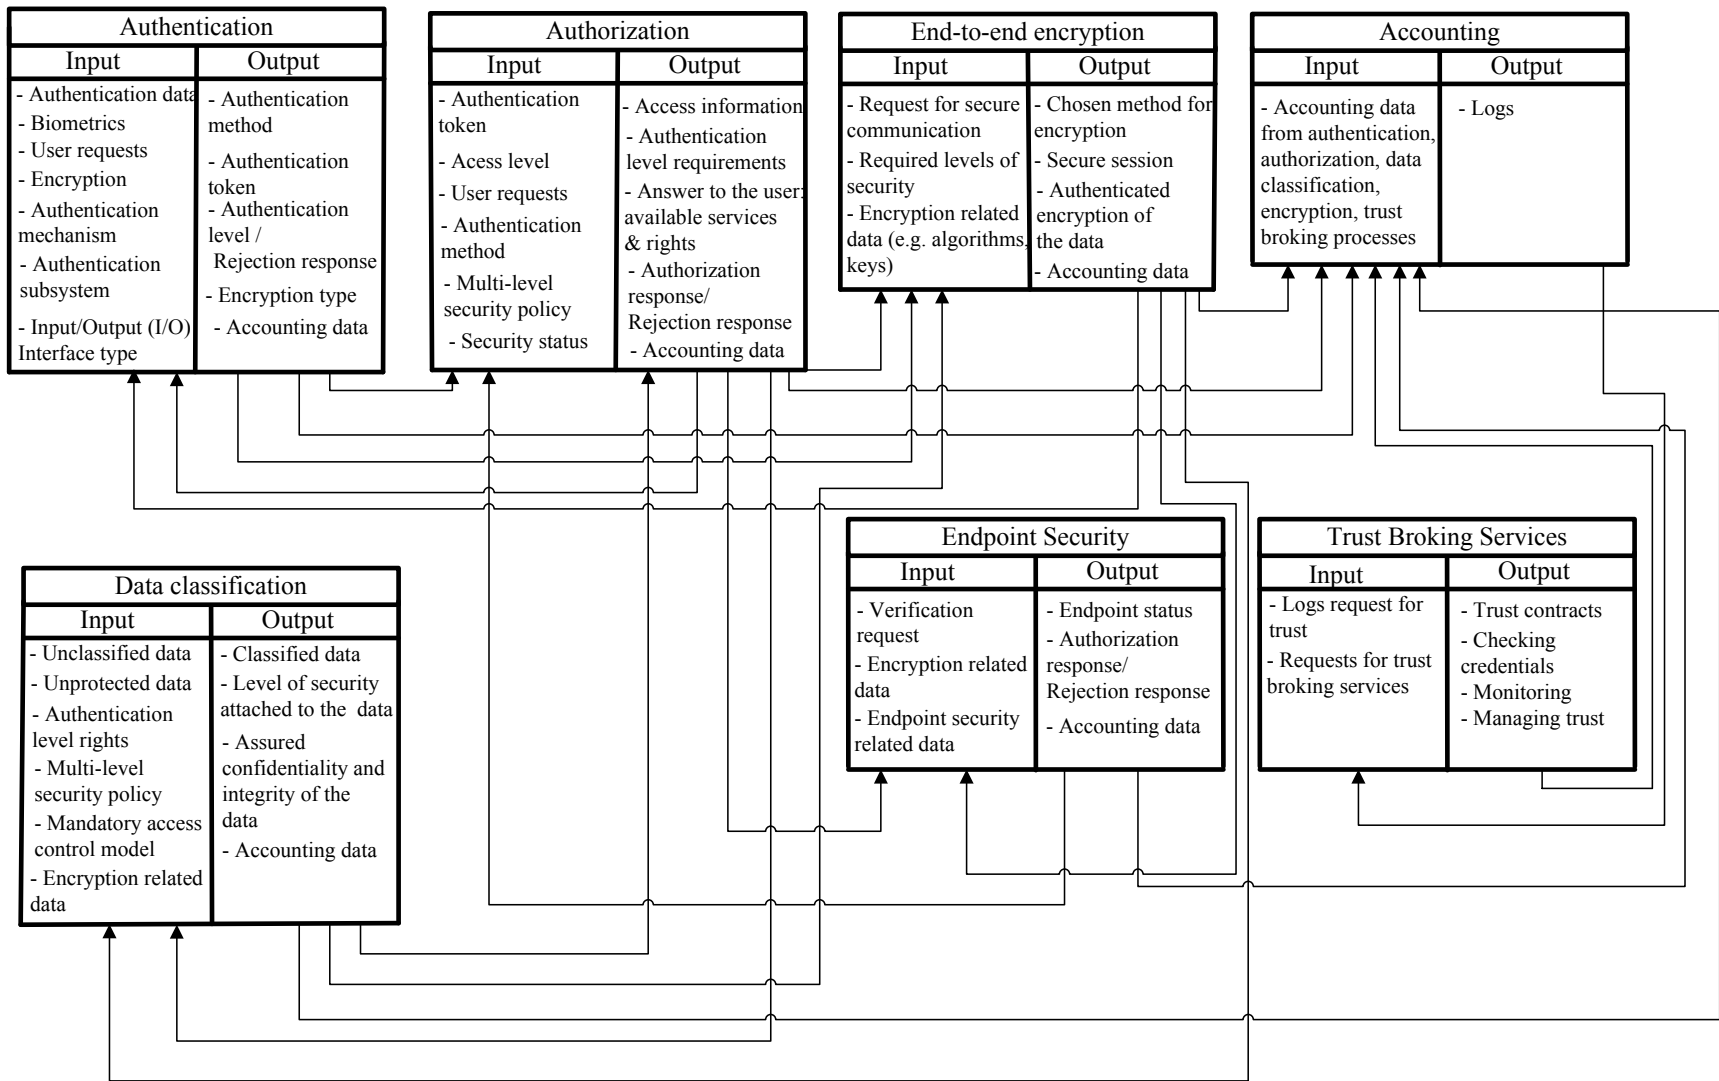 Authentication
Input
Output
- Authentication data
- Biometrics
- User requests
- Encryption
- Authentication
mechanism
- Authentication
subsystem
- Input/Output (I/O)
Interface type
- Authentication
method
- Authentication
token
- Authentication
level /
Rejection response
- Encryption type
- Accounting data
Authorization
Input
Output
- Authentication
token
- Acess level
- User requests
- Authentication
method
- Multi-level
security policy
- Security status
- Access information
- Authentication
level requirements
- Answer to the user:
available services
& rights
- Authorization
response/
Rejection response
- Accounting data
End-to-end encryption
Input
Output
- Request for secure
communication
- Required levels of
security
- Encryption related
data (e.g. algorithms,
keys)
- Chosen method for
encryption
- Secure session
- Authenticated
encryption of
the data
- Accounting data
Accounting
Input
Output
- Accounting data
from authentication,
authorization, data
classification,
encryption, trust
broking processes
- Logs
Data classification
Input
Output
- Unclassified data
- Unprotected data
- Authentication
level rights
- Multi-level
security policy
- Mandatory access
control model
- Encryption related
data
- Classified data
- Level of security
attached to the data
- Assured
confidentiality and
integrity of the
data
- Accounting data
Endpoint Security
Input
Output
- Verification
request
- Encryption related
data
- Endpoint security
related data
- Endpoint status
- Authorization
response/
Rejection response
- Accounting data
Trust Broking Services
Input
Output
- Logs request for
trust
- Requests for trust
broking services
- Trust contracts
- Checking
credentials
- Monitoring
- Managing trust